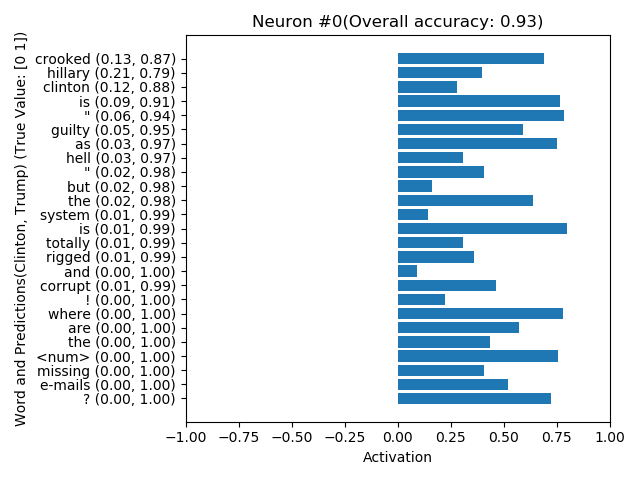 Neuron #0(Overall accuracy: 0.93)
Word and Predictions(Clinton, Trump) (True Value: [0 1])
crooked (0.13, 0.87)
hillary (0.21, 0.79)
clinton (0.12, 0.88)
is (0.09, 0.91)
" (0.06, 0.94)
guilty (0.05, 0.95)
as (0.03, 0.97)
hell (0.03, 0.97)
" (0.02, 0.98)
but (0.02, 0.98)
the (0.02, 0.98)
system (0.01, 0.99)
is (0.01, 0.99)
totally (0.01, 0.99)
rigged (0.01, 0.99)
and (0.00, 1.00)
corrupt (0.01, 0.99)
! (0.00, 1.00)
where (0.00, 1.00)
are (0.00, 1.00)
the (0.00, 1.00)
<num> (0.00, 1.00)
missing (0.00, 1.00)
e-mails (0.00, 1.00)
? (0.00, 1.00)
−1.00 −0.75 −0.50 −0.25 0.00 0.25 0.50 0.75 1.00
Activation